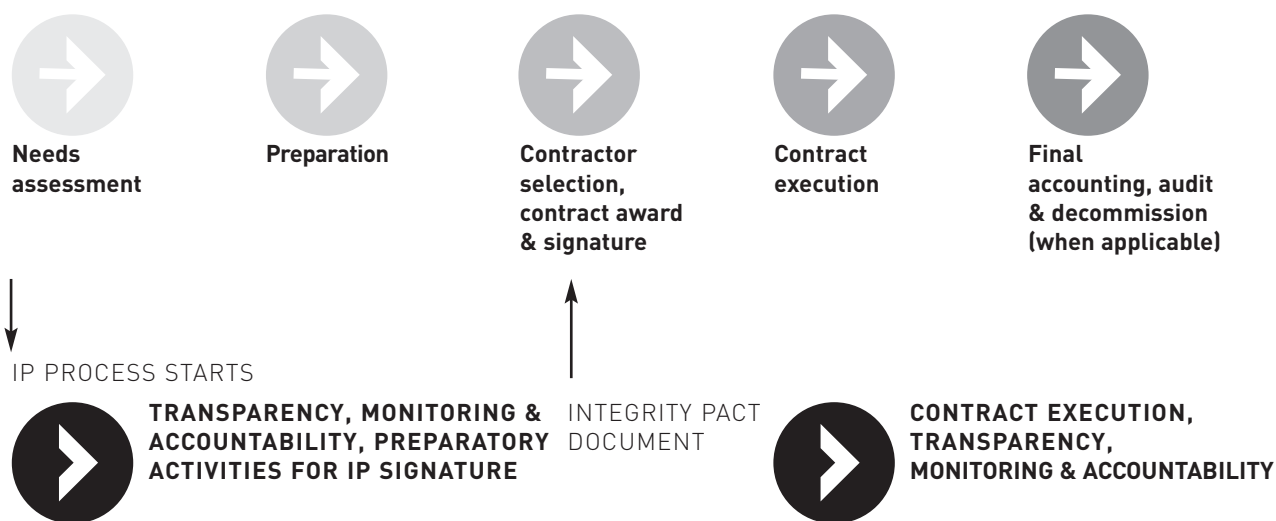 Needs
assessment
Preparation
Contractor
selection,
contract award
& signature
Contract
execution
Final
accounting, audit
& decommission
(when applicable)
IP PROCESS STARTS
TRANSPARENCY, MONITORING &
ACCOUNTABILITY, PREPARATORY
ACTIVITIES FOR IP SIGNATURE
INTEGRITY PACT
DOCUMENT
CONTRACT EXECUTION,
TRANSPARENCY,
MONITORING & ACCOUNTABILITY